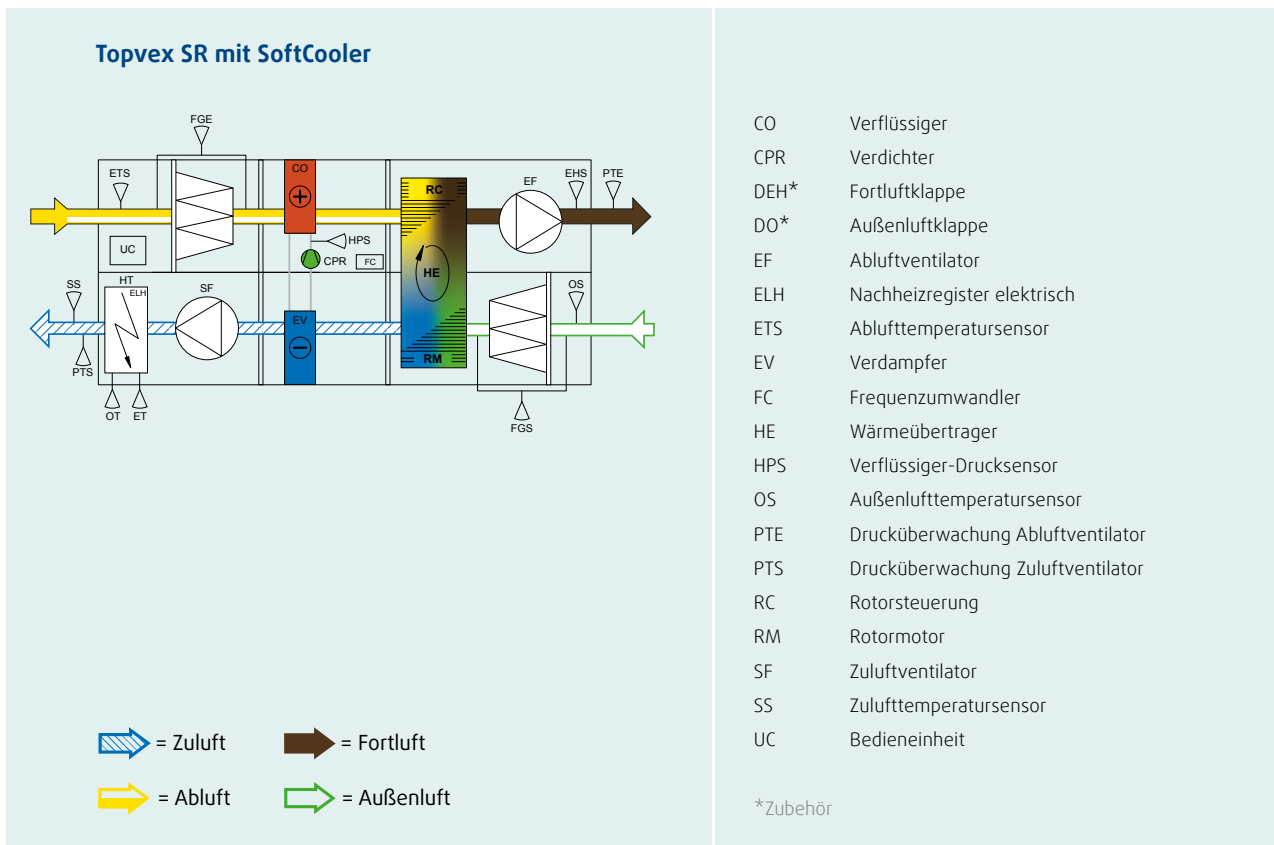 Topvex SR mit SoftCooler
FGE
ETS
CO
RC
EF
EHS
PTE
UC
HPS
CPR
FC
HE
SS
HT
ELH
SF
EV
OS
PTS
RM
OT
ET
FGS
= Zuluft
= Fortluft
= Abluft
= Außenluft
CO Verflüssiger
CPR Verdichter
DEH* Fortluftklappe
DO* Außenluftklappe
EF Abluftventilator
ELH Nachheizregister elektrisch
ETS Ablufttemperatursensor
EV Verdampfer
FC Frequenzumwandler
HE Wärmeübertrager
HPS Verflüssiger-Drucksensor
OS Außenlufttemperatursensor
PTE Drucküberwachung Abluftventilator
PTS Drucküberwachung Zuluftventilator
RC Rotorsteuerung
RM Rotormotor
SF Zuluftventilator
SS Zulufttemperatursensor
UC Bedieneinheit
*Zubehör